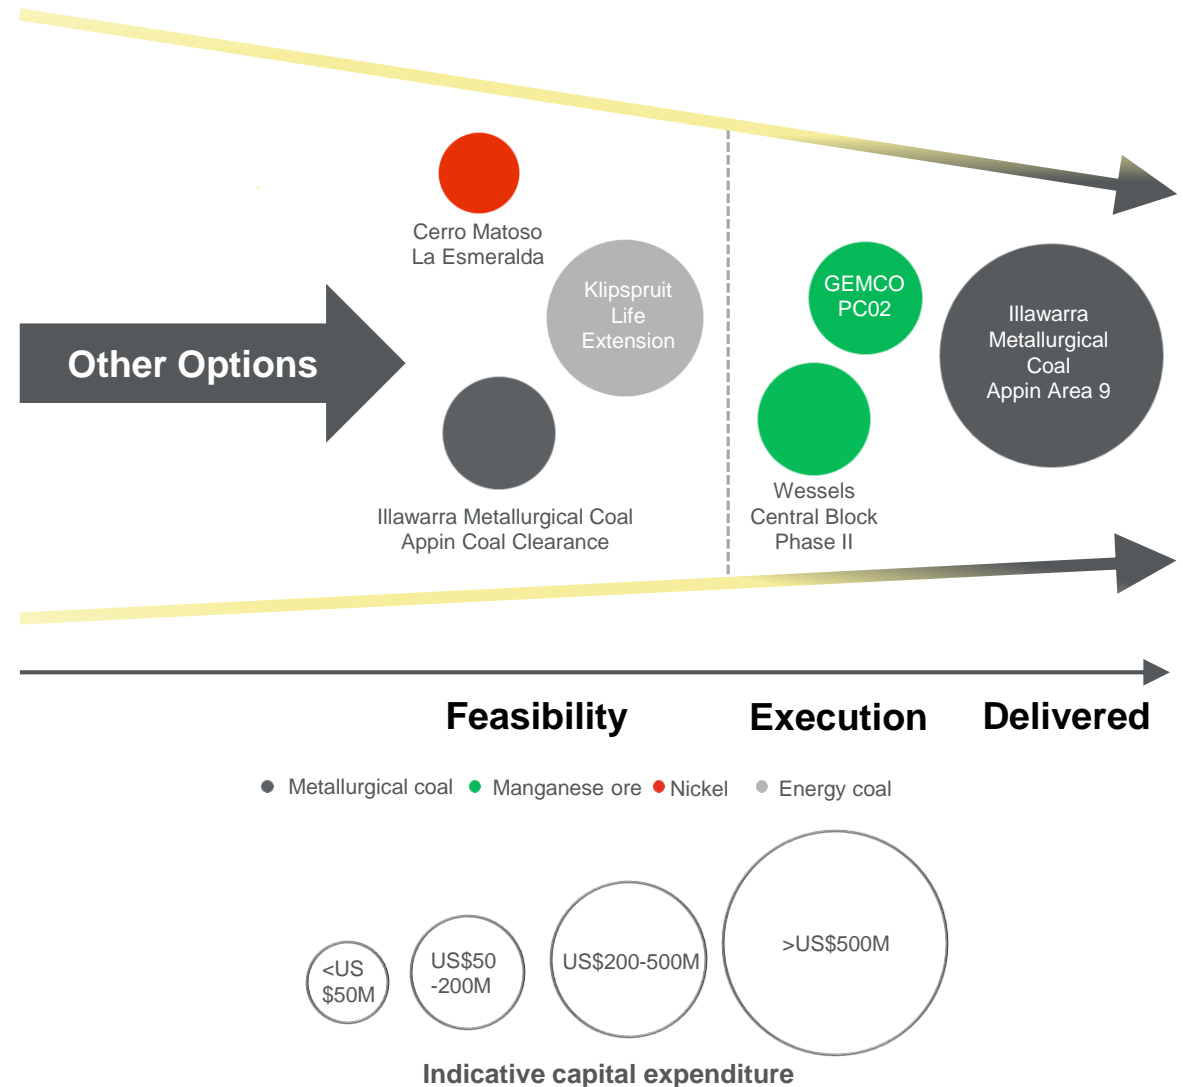 Cerro Matoso
La Esmeralda
Klipspruit
Life
Extension
GEMCO
PC02
Illawarra
Metallurgical
Coal
Appin Area 9
Other Options
Illawarra Metallurgical Coal
Appin Coal Clearance
Wessels
Central Block
Phase II
Feasibility
Execution
Delivered
Metallurgical coal
Manganese ore
Nickel
Energy coal
<US
$50M
US$50
-200M
US$200-500M
>US$500M
Indicative capital expenditure